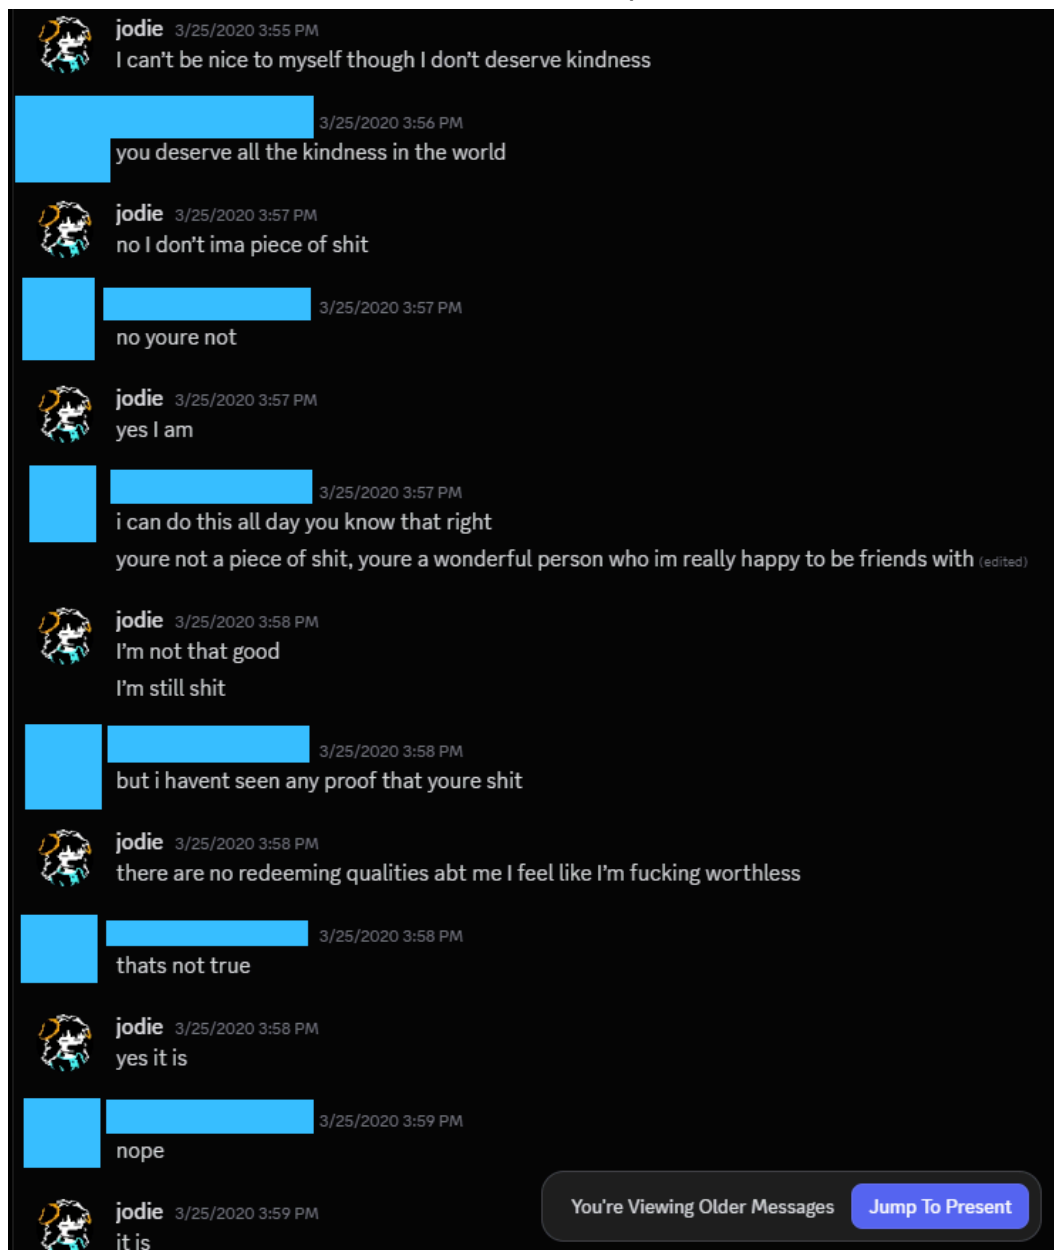 jodie 3/25/2020 3:55 PM
I can't be nice to myself though I don't deserve kindness
3/25/2020 3:56 PM
you deserve all the kindness in the world
jodie 3/25/2020 3:57 PM
no I don't ima piece of shit
3/25/2020 3:57 PM
no youre not
jodie 3/25/2020 3:57 PM
yes I am
3/25/2020 3:57 PM
i can do this all day you know that right
youre not a piece of shit, youre a wonderful person who im really happy to be friends with (edited)
jodie 3/25/2020 3:58 PM
I'm not that good
I'm still shit
3/25/2020 3:58 PM
but i havent seen any proof that youre shit
jodie 3/25/2020 3:58 PM
there are no redeeming qualities abt me I feel like I'm fucking worthless
3/25/2020 3:58 PM
thats not true
jodie 3/25/2020 3:58 PM
yes it is
3/25/2020 3:59 PM
nope
jodie 3/25/2020 3:59 PM
it is
You're Viewing Older Messages Jump To Present